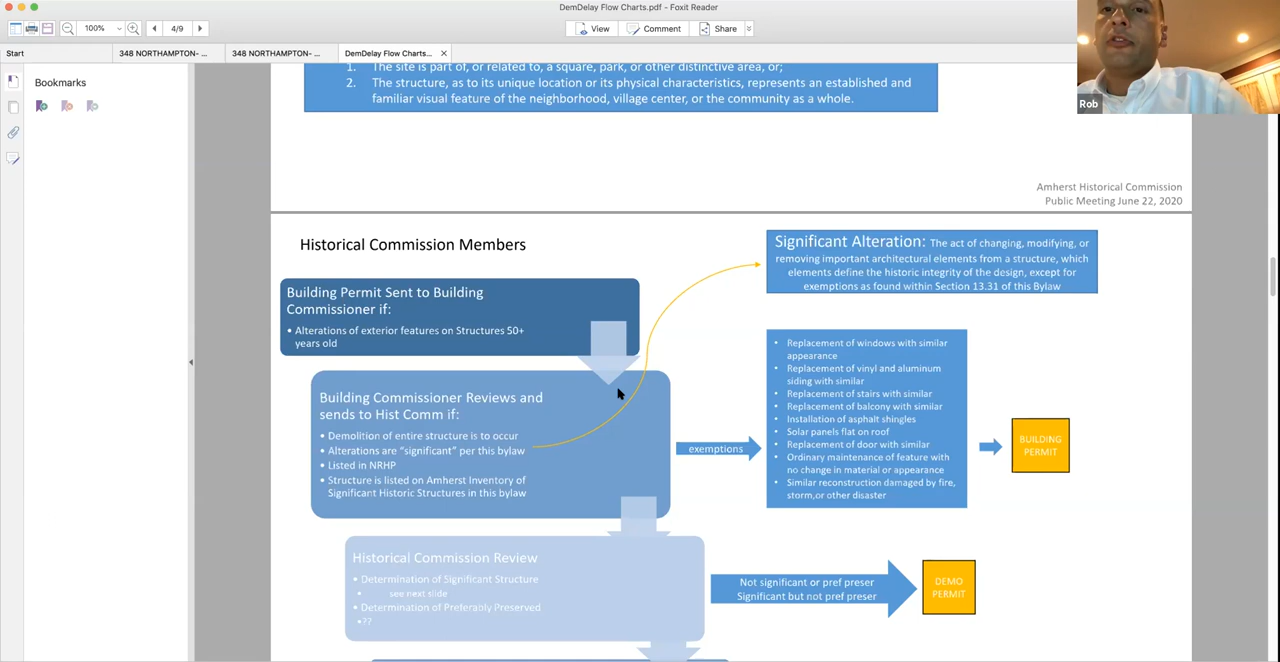 DemDelay Flow Charts.pdf - Foxit Reader
100%
4/9
View
Comment
Share
Start
348 NORTHAMPTON- ...
348 NORTHAMPTON- ...
DemDelay Flow Charts...
Bookmarks
Rob
1. The site is part of, or related to, a square, park, or other distinctive area, or;
2. The structure, as to its unique location or its physical characteristics, represents an established and
familiar visual feature of the neighborhood, village center, or the community as a whole.
Amherst Historical Commission
Public Meeting June 22, 2020
Historical Commission Members
Significant Alteration: The act of changing, modifying, or
removing important architectural elements from a structure, which
elements define the historic integrity of the design, except for
exemptions as found within Section 13.31 of this Bylaw
Building Permit Sent to Building
Commissioner if:
• Alterations of exterior features on Structures 50+
years old
Building Commissioner Reviews and
sends to Hist Comm if:
• Demolition of entire structure is to occur
• Alterations are "significant" per this bylaw
• Listed in NRHP
• Structure is listed on Amherst Inventory of
Significant Historic Structures in this bylaw
exemptions
• Replacement of windows with similar
appearance
• Replacement of vinyl and aluminum
siding with similar
• Replacement of stairs with similar
• Replacement of balcony with similar
• Installation of asphalt shingles
• Solar panels flat on roof
• Replacement of door with similar
• Ordinary maintenance of feature with
no change in material or appearance
• Similar reconstruction damaged by fire,
storm,or other disaster
BUILDING
PERMIT
Historical Commission Review
• Determination of Significant Structure
• see next slide
• Determination of Preferably Preserved
•??
Not significant or pref preser
Significant but not pref preser
DEMO
PERMIT